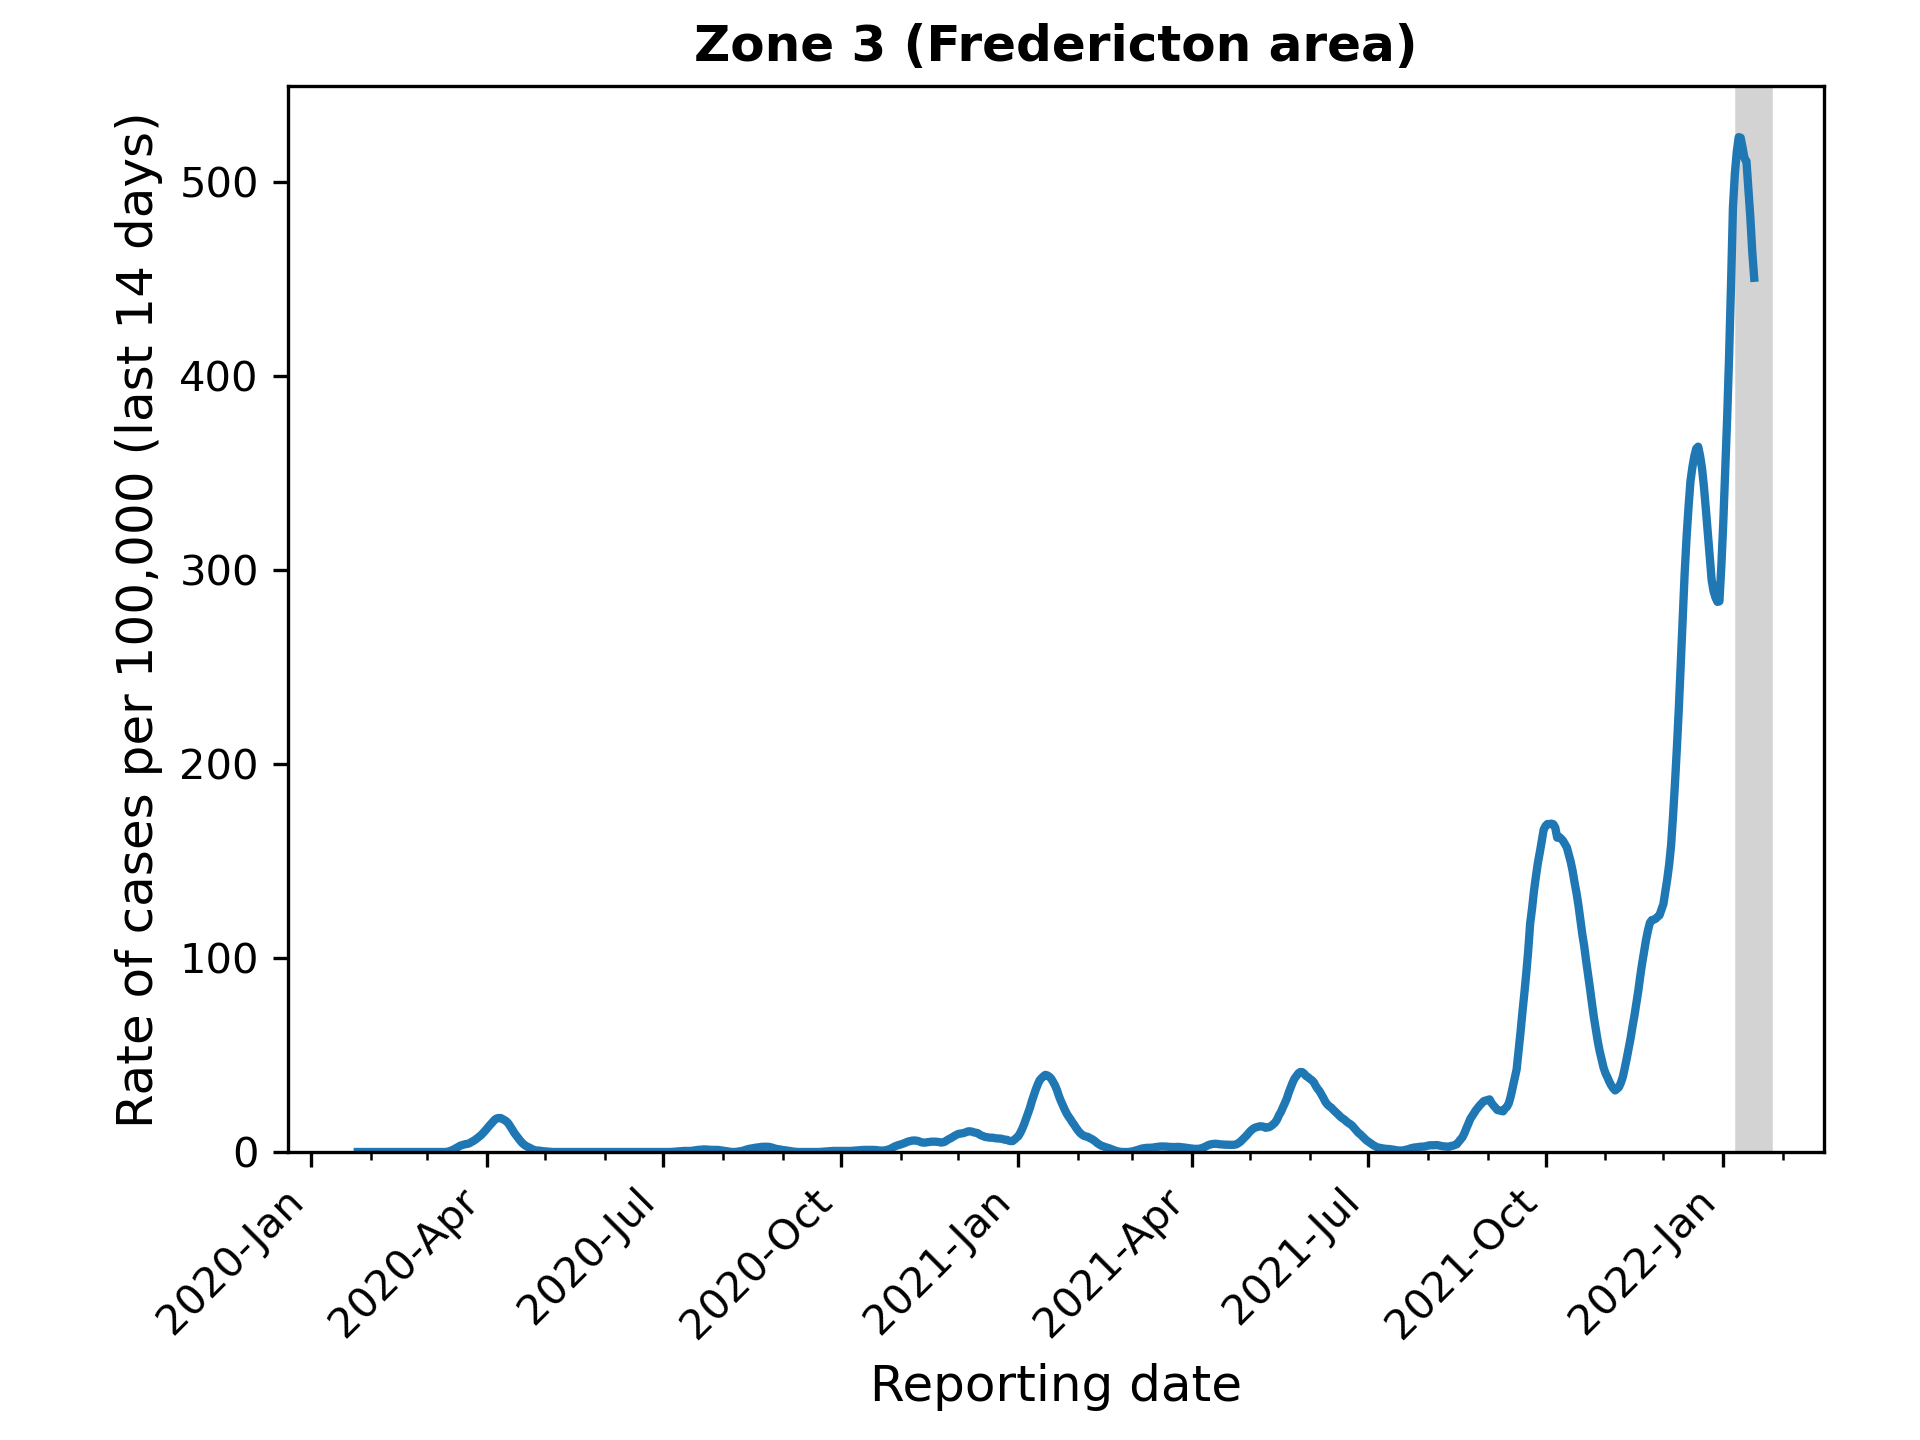 Zone 3 (Fredericton area)
Rate of cases per 100,000 (last 14 days)
500
400
300
200
100
0
2020-Jan
2020-Apr
2020-Jul
2020-Oct
2021-Jan
2021-Apr
2021-Jul
2021-Oct
2022-Jan
Reporting date